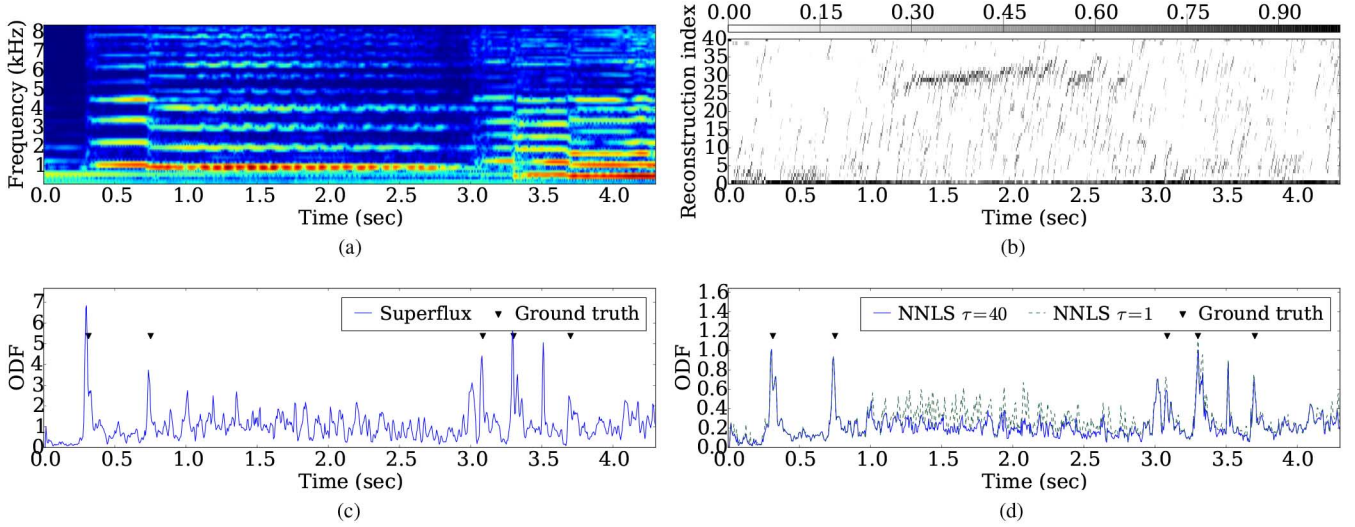 8
7
6
5
4
3
2
1
0
Frequency (kHz)
0.0 0.5 1.0 1.5 2.0 2.5 3.0 3.5 4.0
Time (sec)
(a)
0.00 0.15 0.30 0.45 0.60 0.75 0.90
40
35
30
25
20
15
10
5
0
Reconstruction index
0.0 0.5 1.0 1.5 2.0 2.5 3.0 3.5 4.0
Time (sec)
(b)
7
6
5
4
3
2
1
0
ODF
Superflux Ground truth
0.0 0.5 1.0 1.5 2.0 2.5 3.0 3.5 4.0
Time (sec)
(c)
1.6
1.4
1.2
1.0
0.8
0.6
0.4
0.2
0.0
ODF
NNLS τ=40 NNLS τ=1 Ground truth
0.0 0.5 1.0 1.5 2.0 2.5 3.0 3.5 4.0
Time (sec)
(d)